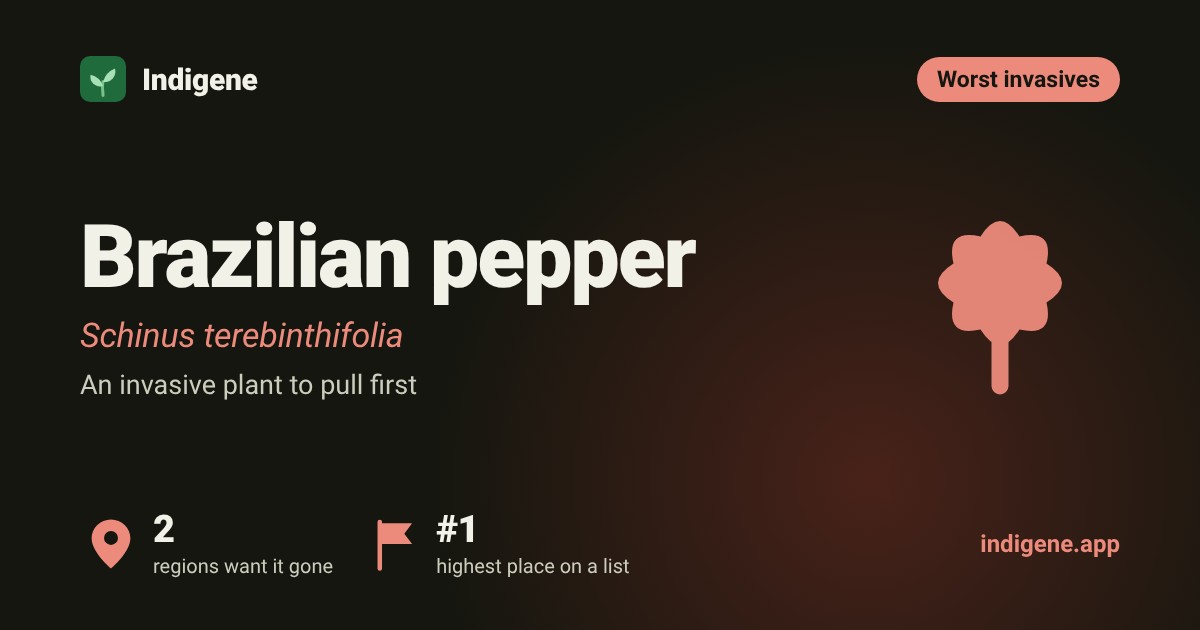 Indigene
Worst invasives
Brazilian pepper
Schinus terebinthifolia
An invasive plant to pull first
2
regions want it gone
#1
highest place on a list
indigene.app